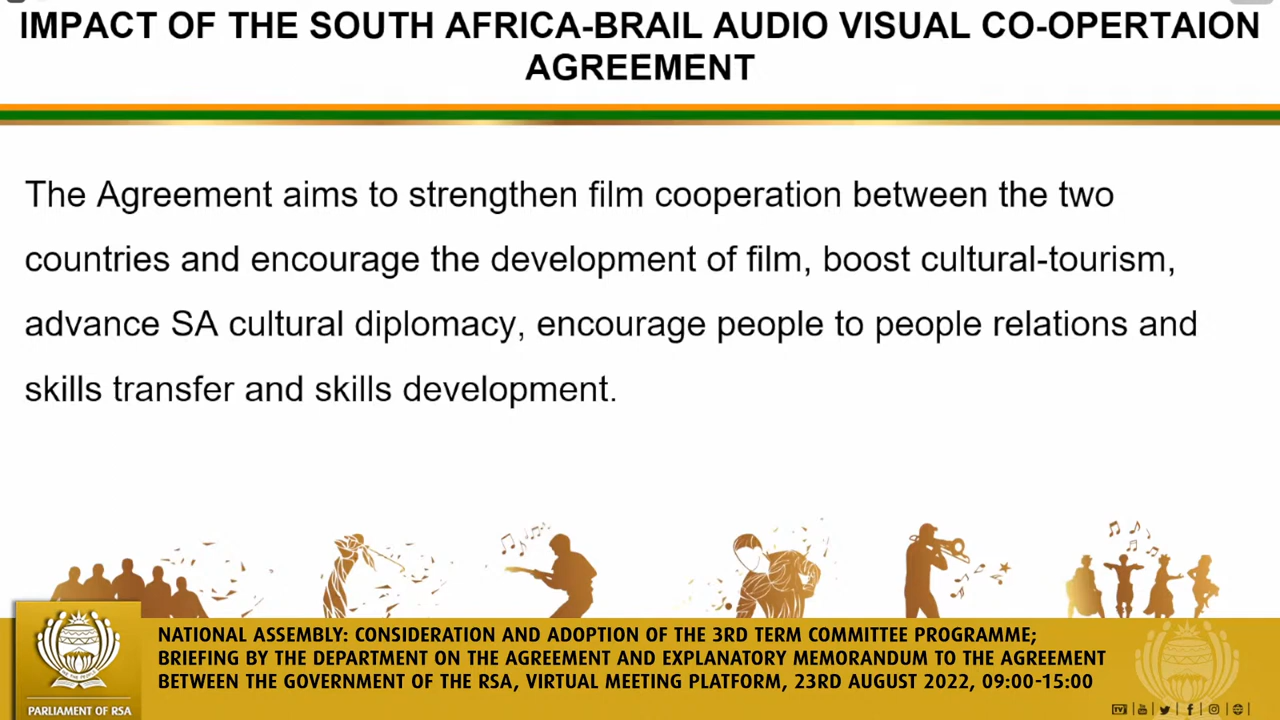 IMPACT OF THE SOUTH AFRICA-BRAIL AUDIO VISUAL CO-OPERTAION
AGREEMENT
The Agreement aims to strengthen film cooperation between the two
countries and encourage the development of film, boost cultural-tourism,
advance SA cultural diplomacy, encourage people to people relations and
skills transfer and skills development.
NATIONAL ASSEMBLY: CONSIDERATION AND ADOPTION OF THE 3RD TERM COMMITTEE PROGRAMME;
BRIEFING BY THE DEPARTMENT ON THE AGREEMENT AND EXPLANATORY MEMORANDUM TO THE AGREEMENT
BETWEEN THE GOVERNMENT OF THE RSA, VIRTUAL MEETING PLATFORM, 23RD AUGUST 2022, 09:00-15:00
PARLIAMENT OF RSA